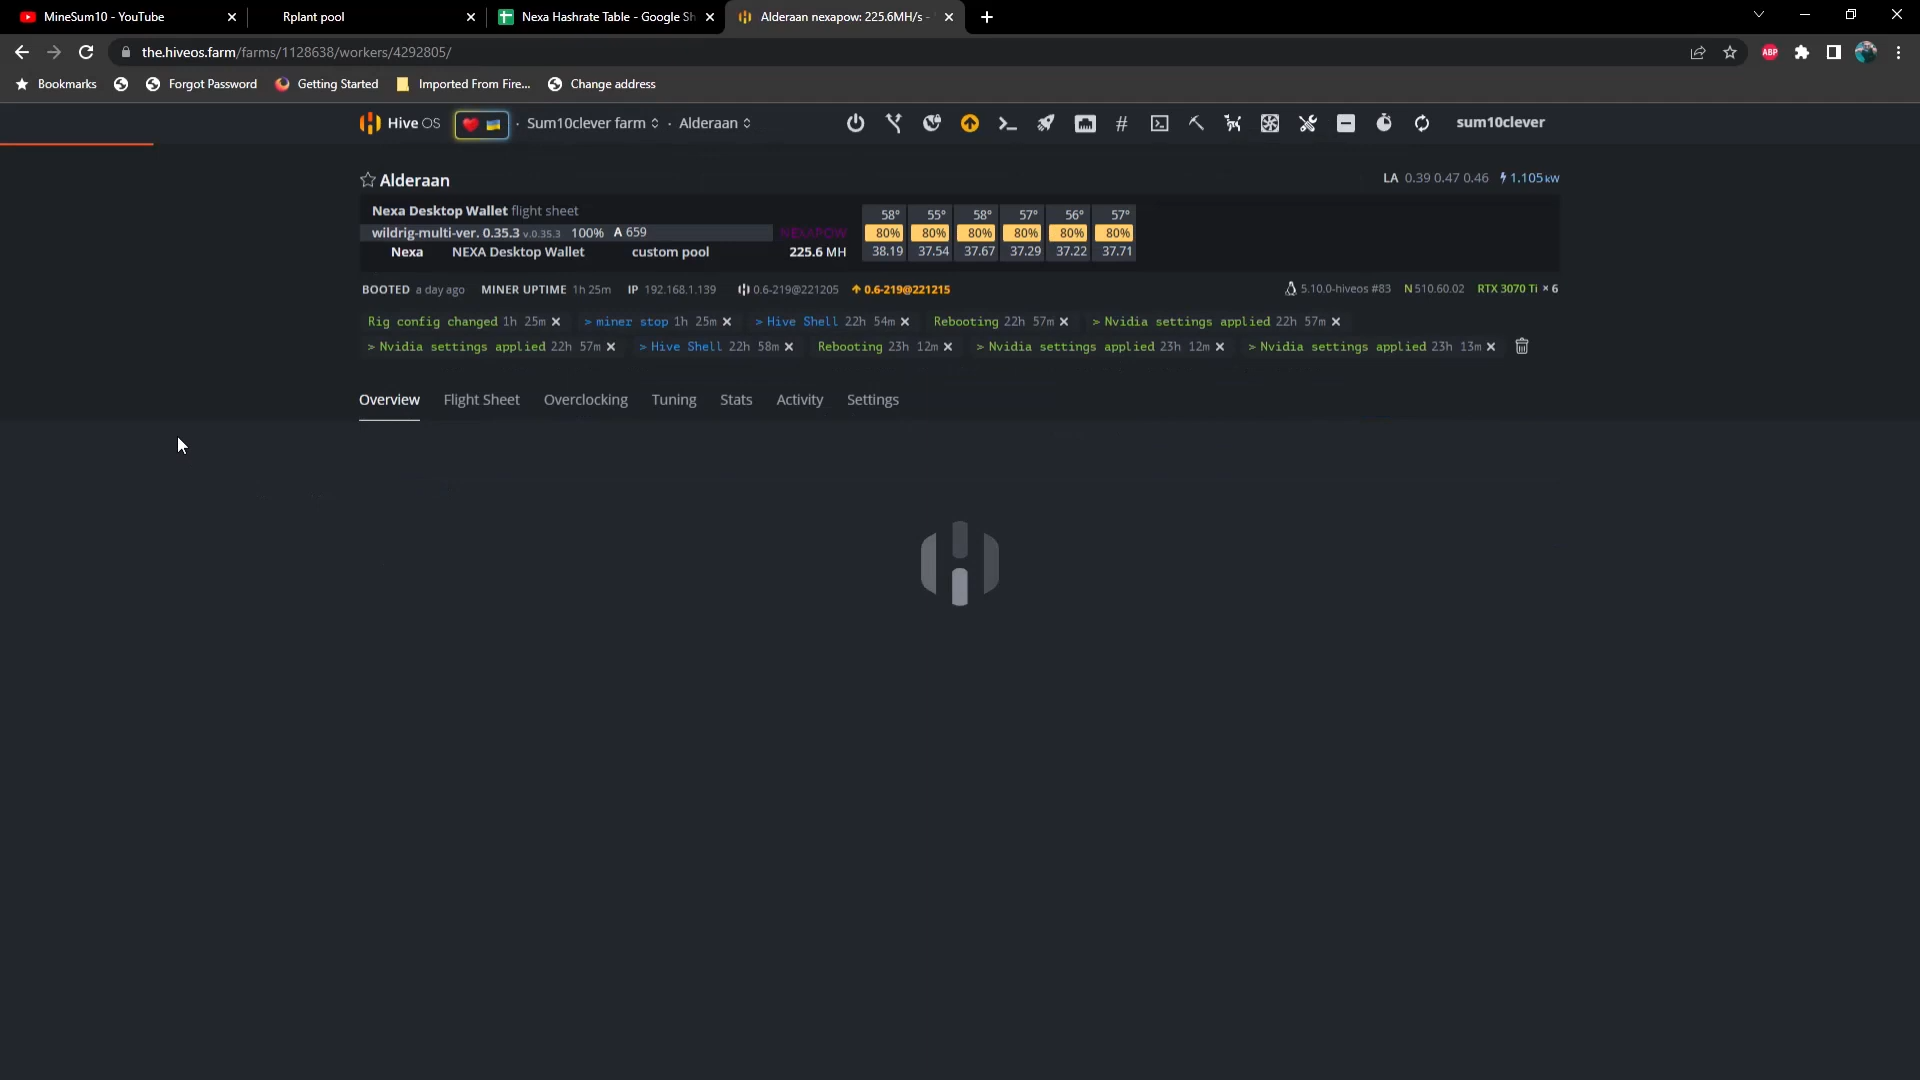 MineSum10 - YouTube
Rplant pool
Nexa Hashrate Table - Google Sh
Alderaan nexapow: 225.6MH/s -
the.hiveos.farm/farms/1128638/workers/4292805/
ABP
Bookmarks
Forgot Password
Getting Started
Imported From Fire...
Change address
Hive OS
· Sum10clever farm · Alderaan
#
sum10clever
Alderaan
LA 0.39 0.47 0.46 1.105 kW
Nexa Desktop Wallet flight sheet
58° 55° 58° 57° 56° 57°
wildrig-multi-ver. 0.35.3 v.0.35.3 100% A 659 NEXAPOW
80% 80% 80% 80% 80% 80%
Nexa NEXA Desktop Wallet custom pool 225.6 MH
38.19 37.54 37.67 37.29 37.22 37.71
BOOTED a day ago MINER UPTIME 1h 25m IP 192.168.1.139 0.6-219@221205 0.6-219@221215
5.10.0-hiveos #83 N 510.60.02 RTX 3070 Ti × 6
Rig config changed 1h 25m > miner stop 1h 25m > Hive Shell 22h 54m Rebooting 22h 57m > Nvidia settings applied 22h 57m
> Nvidia settings applied 22h 57m > Hive Shell 22h 58m Rebooting 23h 12m > Nvidia settings applied 23h 12m > Nvidia settings applied 23h 13m
Overview Flight Sheet Overclocking Tuning Stats Activity Settings